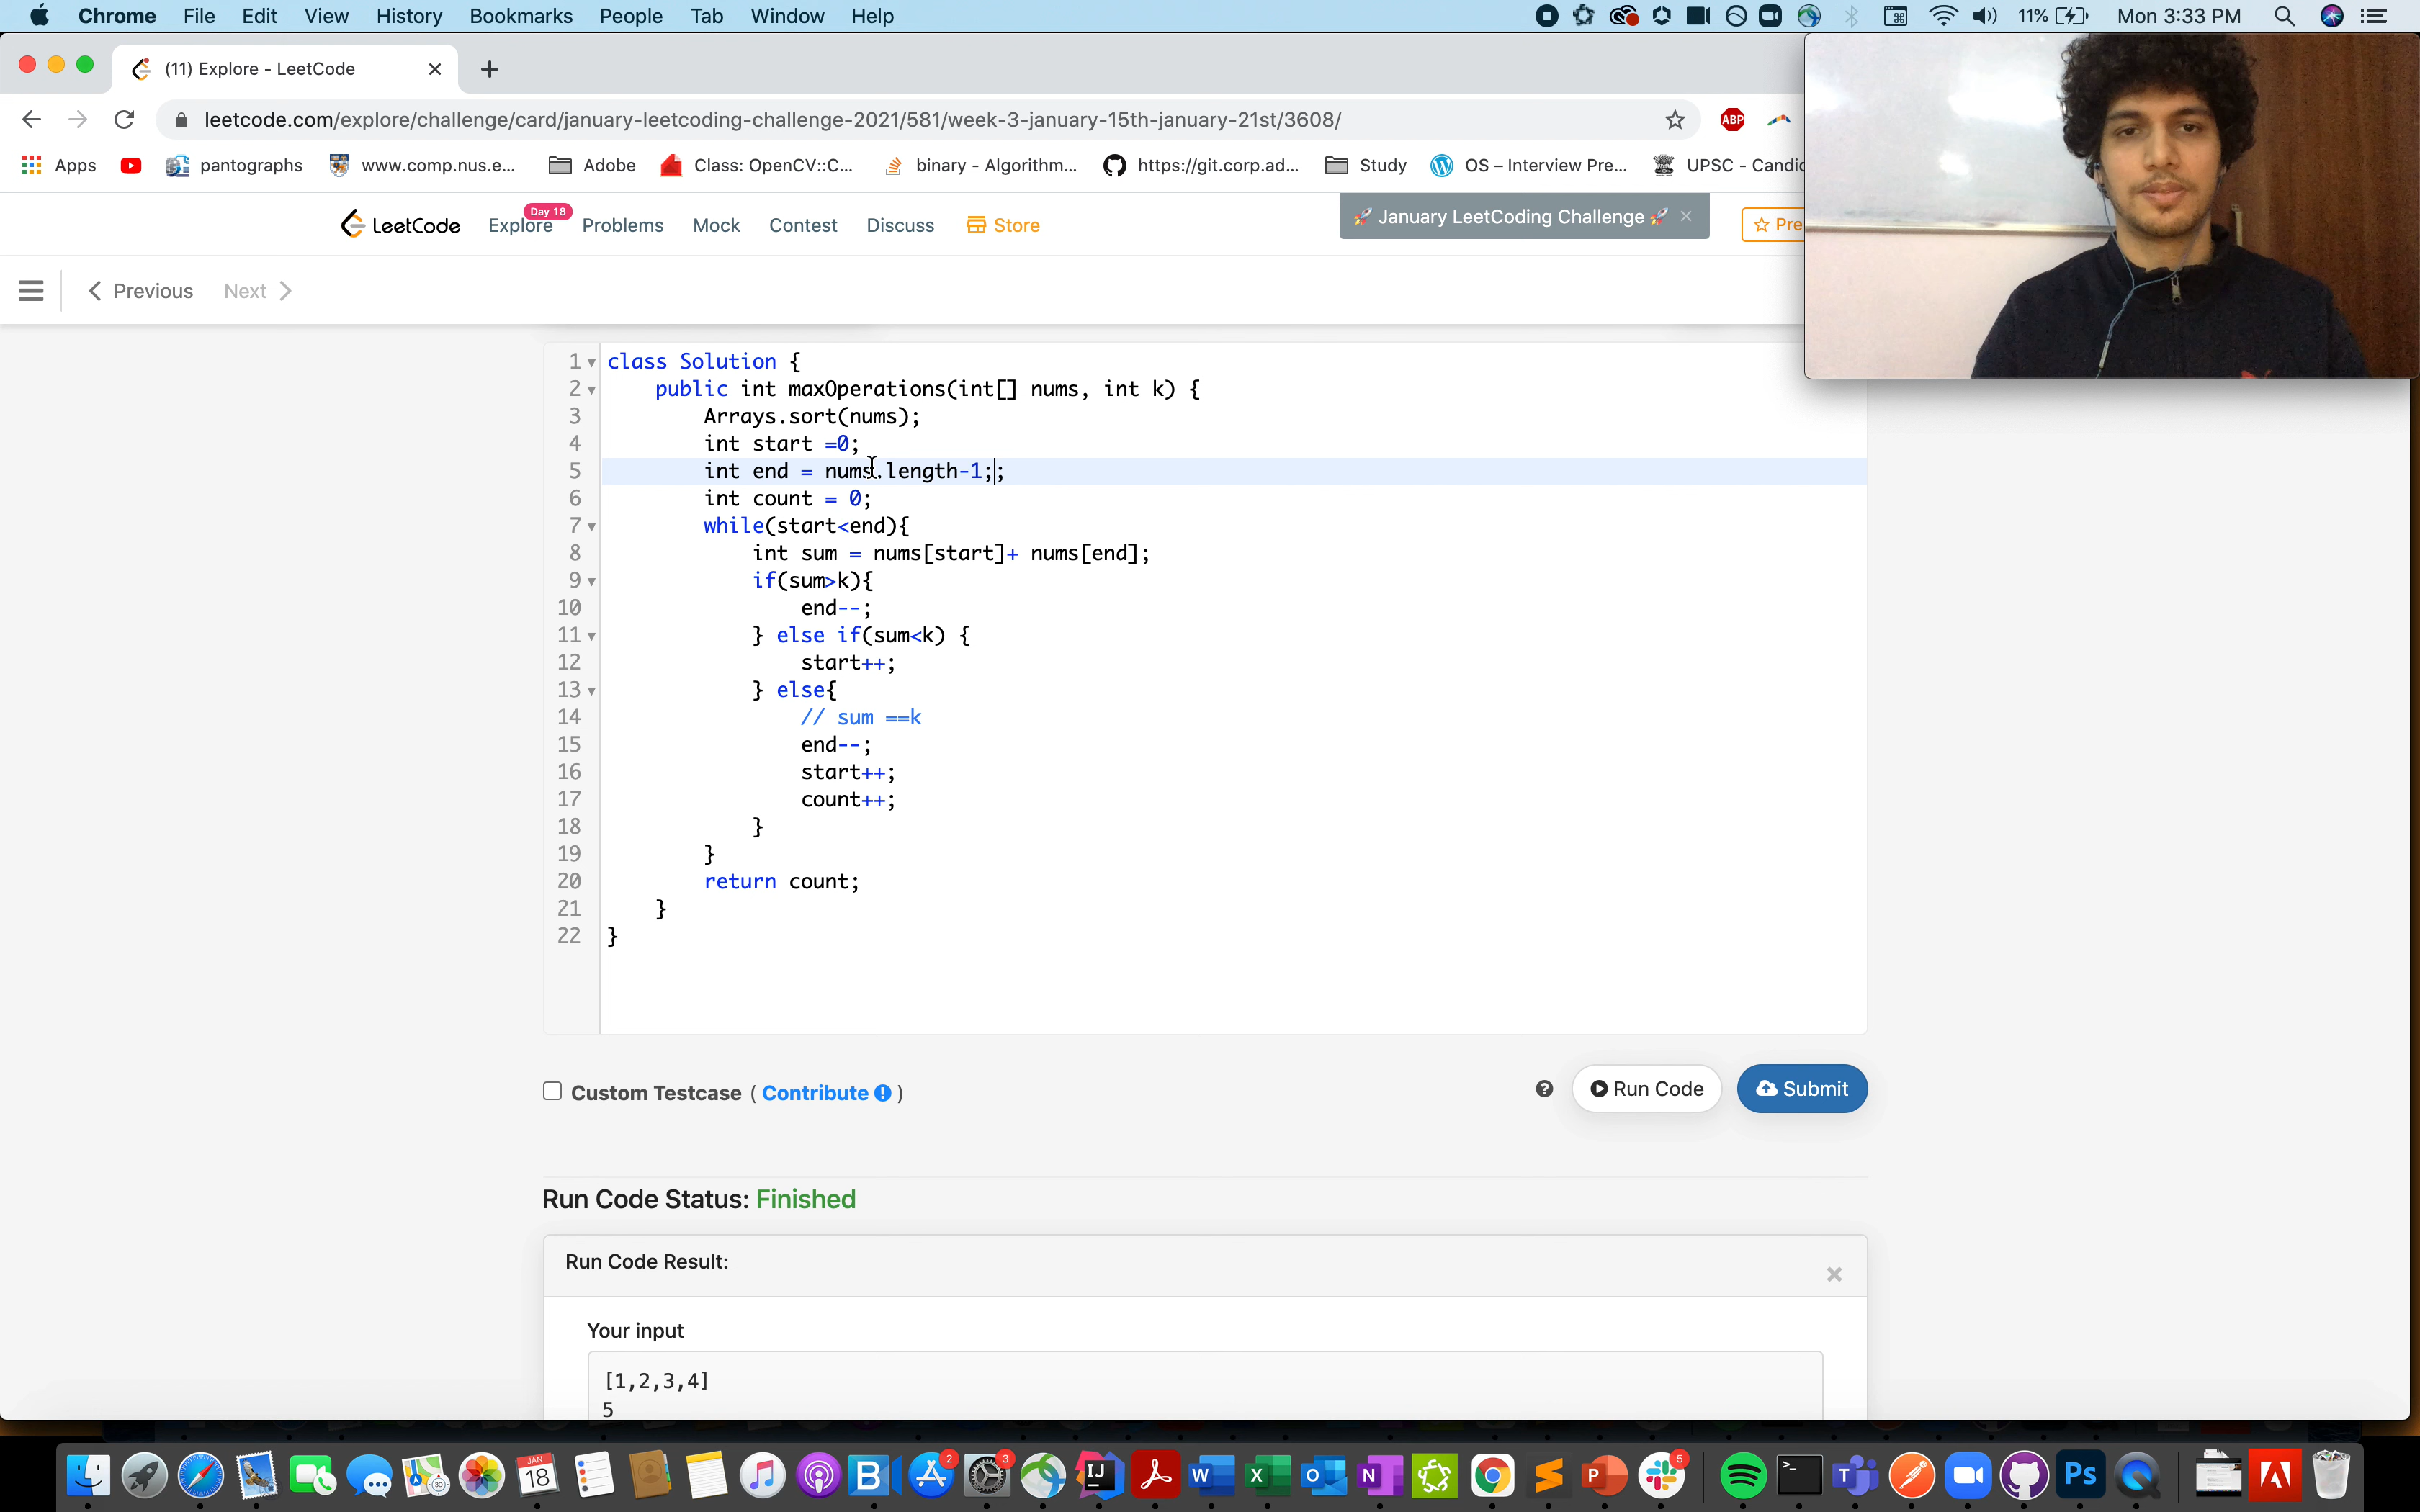 Chrome File Edit View History Bookmarks People Tab Window Help
11% Mon 3:33 PM
(11) Explore - LeetCode
leetcode.com/explore/challenge/card/january-leetcoding-challenge-2021/581/week-3-january-15th-january-21st/3608/
ABP
Apps pantographs www.comp.nus.e... Adobe Class: OpenCV::C... binary - Algorithm... https://git.corp.ad... Study OS – Interview Pre... UPSC - Candic
LeetCode Explore Day 18 Problems Mock Contest Discuss Store
🚀 January LeetCoding Challenge 🚀 ×
Pre
Previous Next
1 class Solution {
2 public int maxOperations(int[] nums, int k) {
3 Arrays.sort(nums);
4 int start =0;
5 int end = nums.length-1;;
6 int count = 0;
7 while(start<end){
8 int sum = nums[start]+ nums[end];
9 if(sum>k){
10 end--;
11 } else if(sum<k) {
12 start++;
13 } else{
14 // sum ==k
15 end--;
16 start++;
17 count++;
18 }
19 }
20 return count;
21 }
22 }
Custom Testcase ( Contribute )
Run Code Submit
Run Code Status: Finished
Run Code Result:
Your input
[1,2,3,4]
5
JAN
18
2
3
5